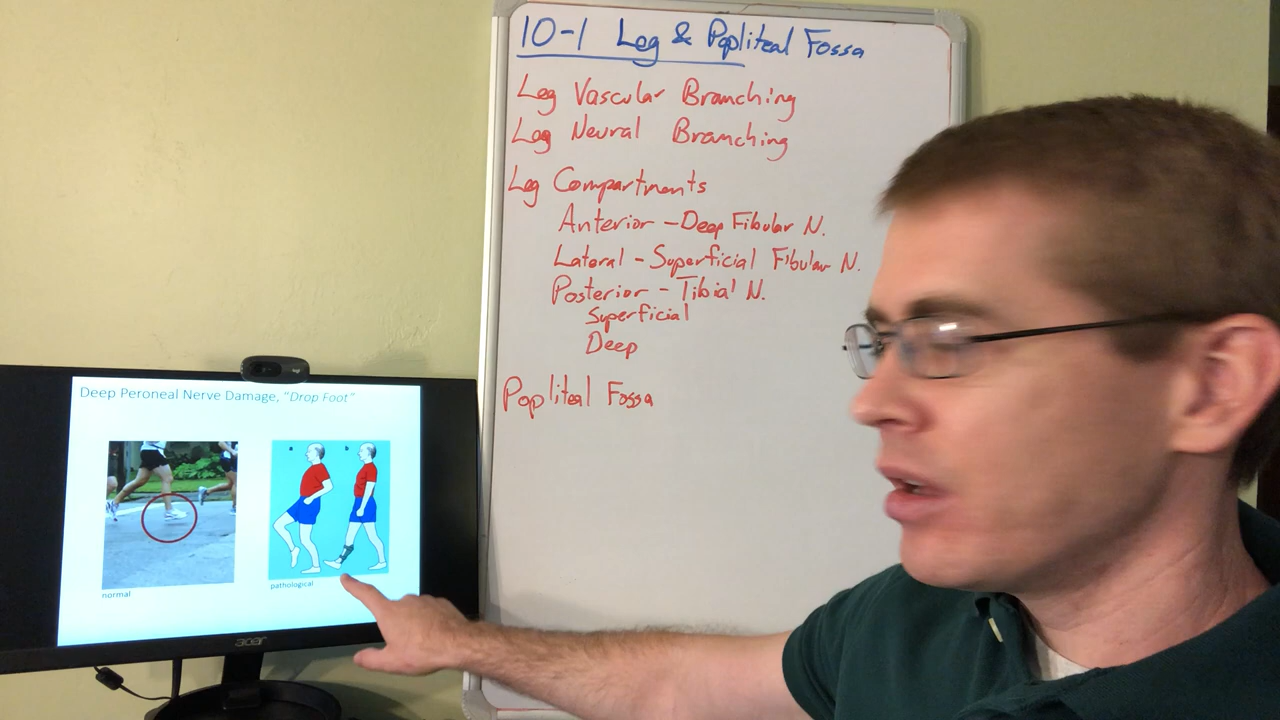 10-1 Leg & Popliteal Fossa
Leg Vascular Branching
Leg Neural Branching
Leg Compartments
Anterior - Deep Fibular N.
Lateral - Superficial Fibular N.
Posterior - Tibial N.
Superficial
Deep
Popliteal Fossa
Deep Peroneal Nerve Damage, "Drop Foot"
a b
pathological
normal
acer